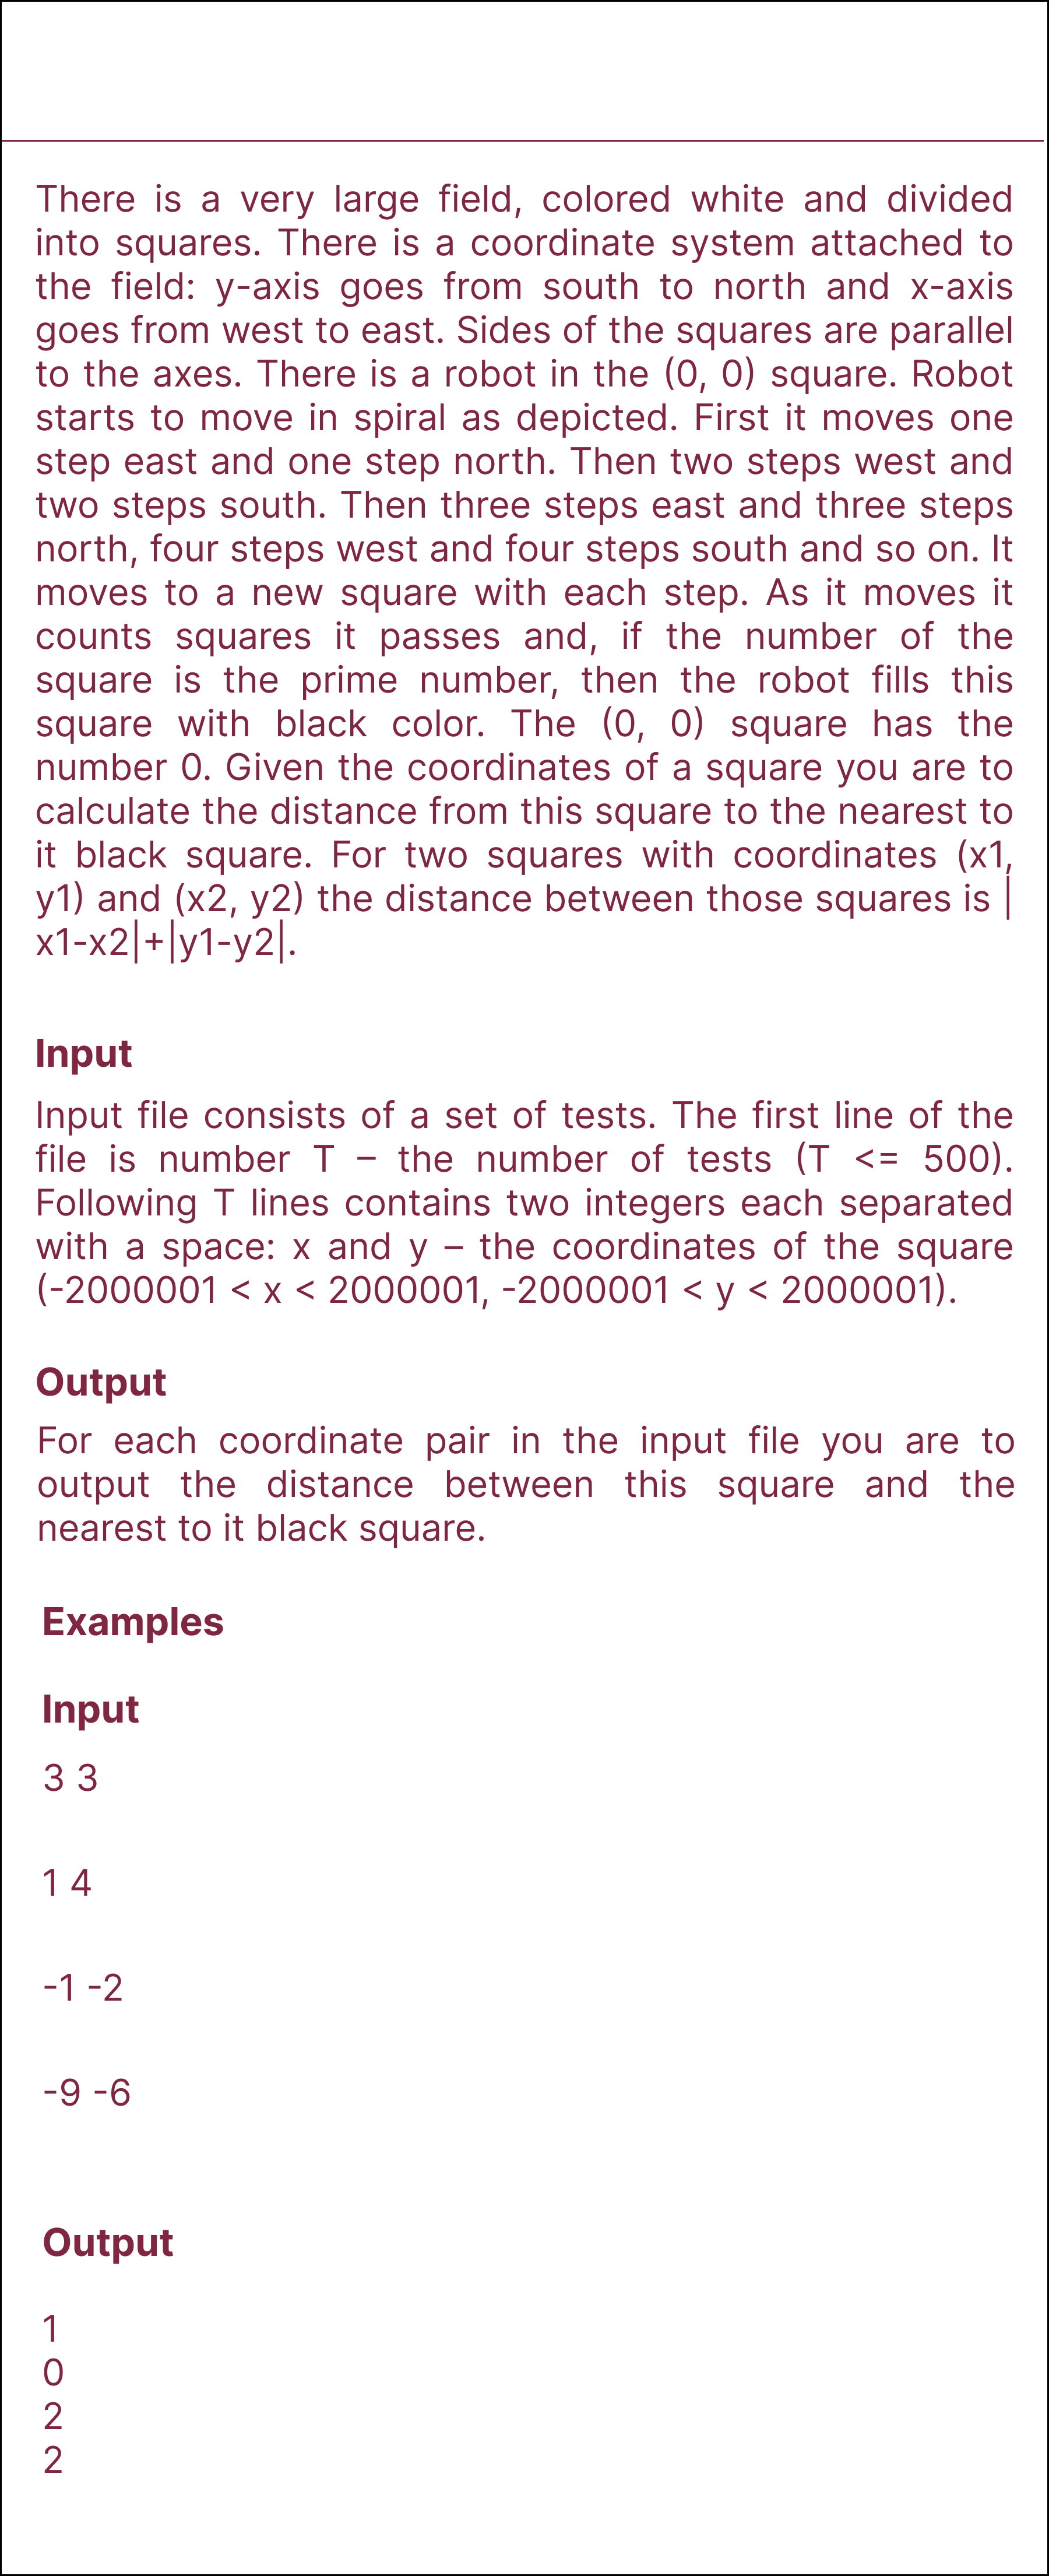 There is a very large field, colored white and divided
into squares. There is a coordinate system attached to
the field: y-axis goes from south to north and x-axis
goes from west to east. Sides of the squares are parallel
to the axes. There is a robot in the (0, 0) square. Robot
starts to move in spiral as depicted. First it moves one
step east and one step north. Then two steps west and
two steps south. Then three steps east and three steps
north, four steps west and four steps south and so on. It
moves to a new square with each step. As it moves it
counts squares it passes and, if the number of the
square is the prime number, then the robot fills this
square with black color. The (0, 0) square has the
number 0. Given the coordinates of a square you are to
calculate the distance from this square to the nearest to
it black square. For two squares with coordinates (x1,
y1) and (x2, y2) the distance between those squares is |
x1-x2|+|y1-y2|.
Input
Input file consists of a set of tests. The first line of the
file is number T – the number of tests (T <= 500).
Following T lines contains two integers each separated
with a space: x and y – the coordinates of the square
(-2000001 < x < 2000001, -2000001 < y < 2000001).
Output
For each coordinate pair in the input file you are to
output the distance between this square and the
nearest to it black square.
Examples
Input
3 3
1 4
-1 -2
-9 -6
Output
1
0
2
2